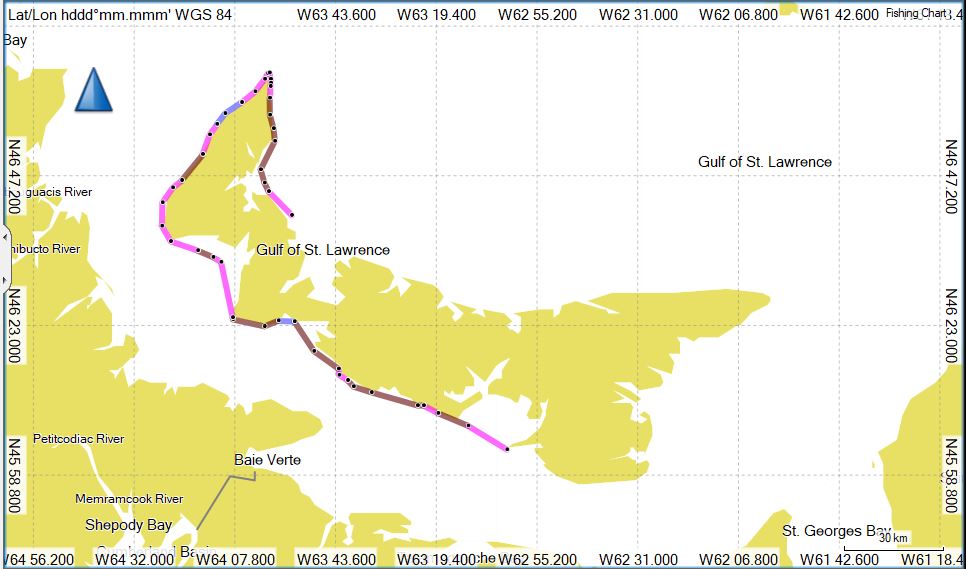 Lat/Lon hddd°mm.mmm' WGS 84 W63 43.600 W63 19.400 W62 55.200 W62 31.000 W62 06.800 W61 42.600 Fishing Chart
Bay
N46 47.200
N46 47.200
Gulf of St. Lawrence
guacis River
Gulf of St. Lawrence
nibucto River
N46 23.000
N46 23.000
Petitcodiac River
Baie Verte
N45 58.800
N45 58.800
Memramcook River
Shepody Bay
St. Georges Bay
30 km
Cumberland Basin
W64 56.200 W64 32.000 W64 07.800 W63 43.600 W63 19.400 W62 55.200 W62 31.000 W62 06.800 W61 42.600 W61 18.4